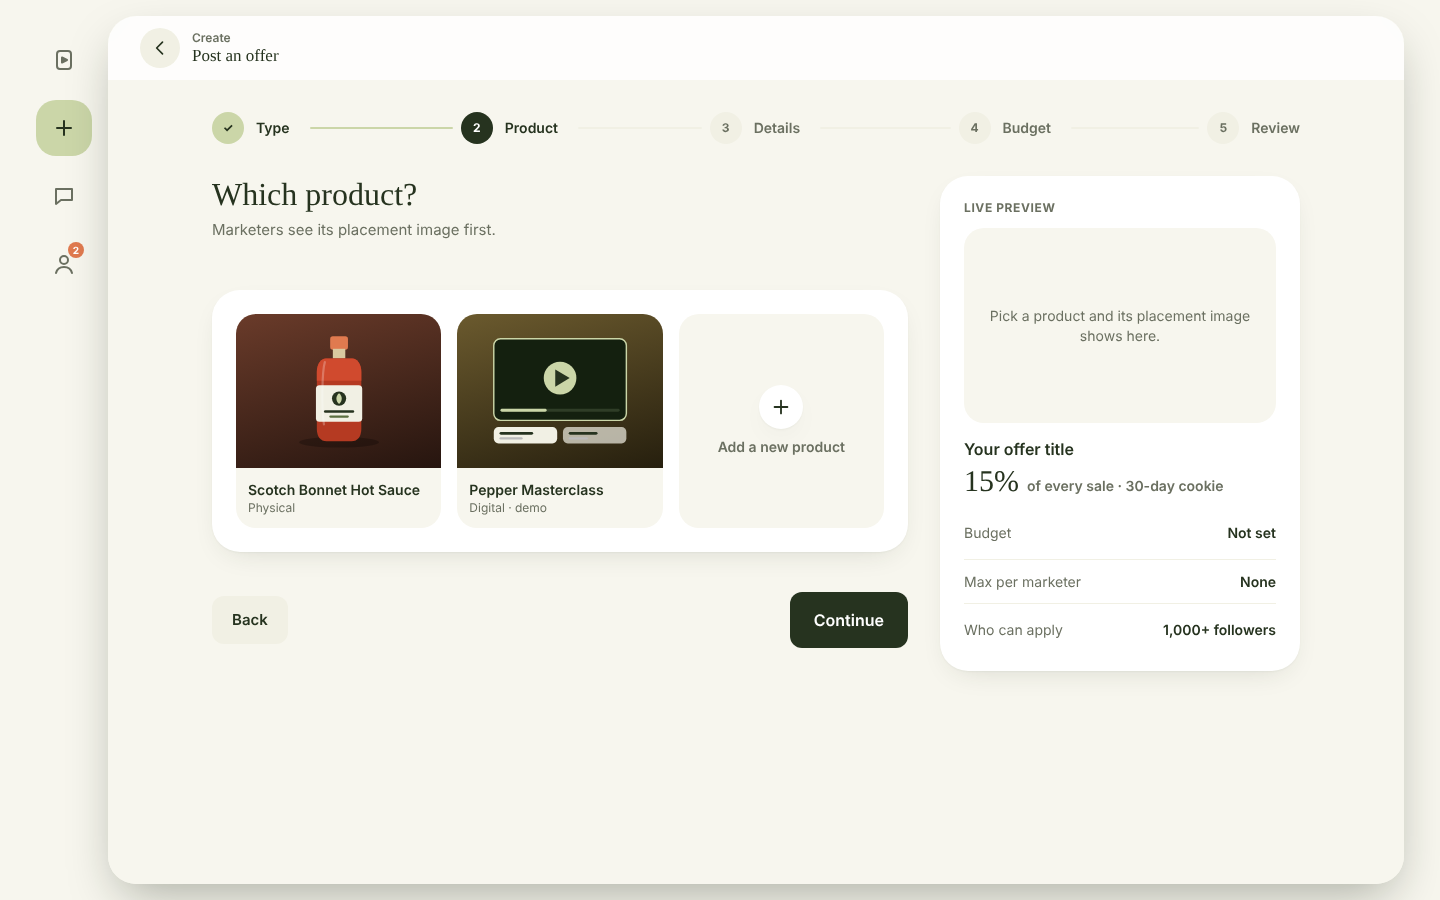 Create
Post an offer
2
Type
2
Product
3
Details
4
Budget
5
Review
Which product?
Marketers see its placement image first.
Scotch Bonnet Hot Sauce
Physical
Pepper Masterclass
Digital · demo
Add a new product
Back
Continue
LIVE PREVIEW
Pick a product and its placement image
shows here.
Your offer title
15% of every sale · 30-day cookie
Budget Not set
Max per marketer None
Who can apply 1,000+ followers